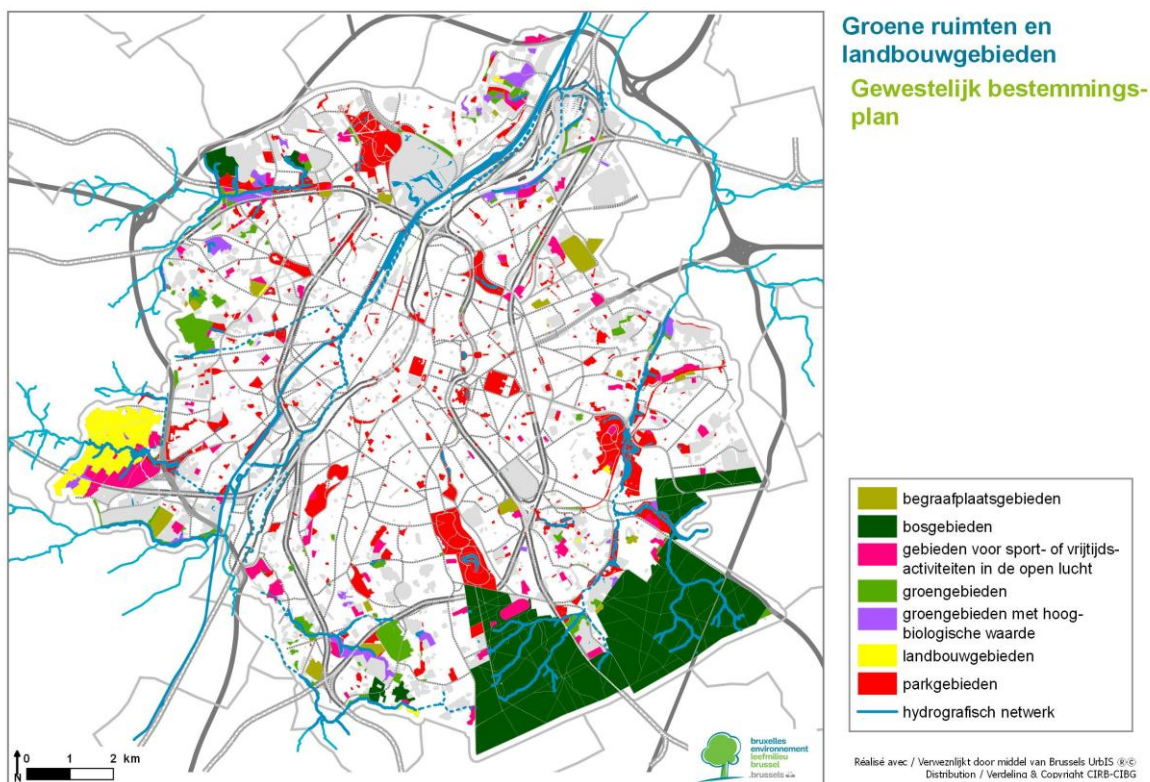 Groene ruimten en
landbouwgebieden
Gewestelijk bestemmings-
plan
begraafplaatsgebieden
bosgebieden
gebieden voor sport- of vrijtijds-
activiteiten in de open lucht
groengebieden
groengebieden met hoog-
biologische waarde
landbouwgebieden
parkgebieden
hydrografisch netwerk
N
0 1 2 km
bruxelles
environnement
leefmilieu
brussel
.brussels
Réalisé avec / Verweznlijkt door middel van Brussels UrbIS ®©
Distribution / Verdeling & Copyright CIRB-CIBG